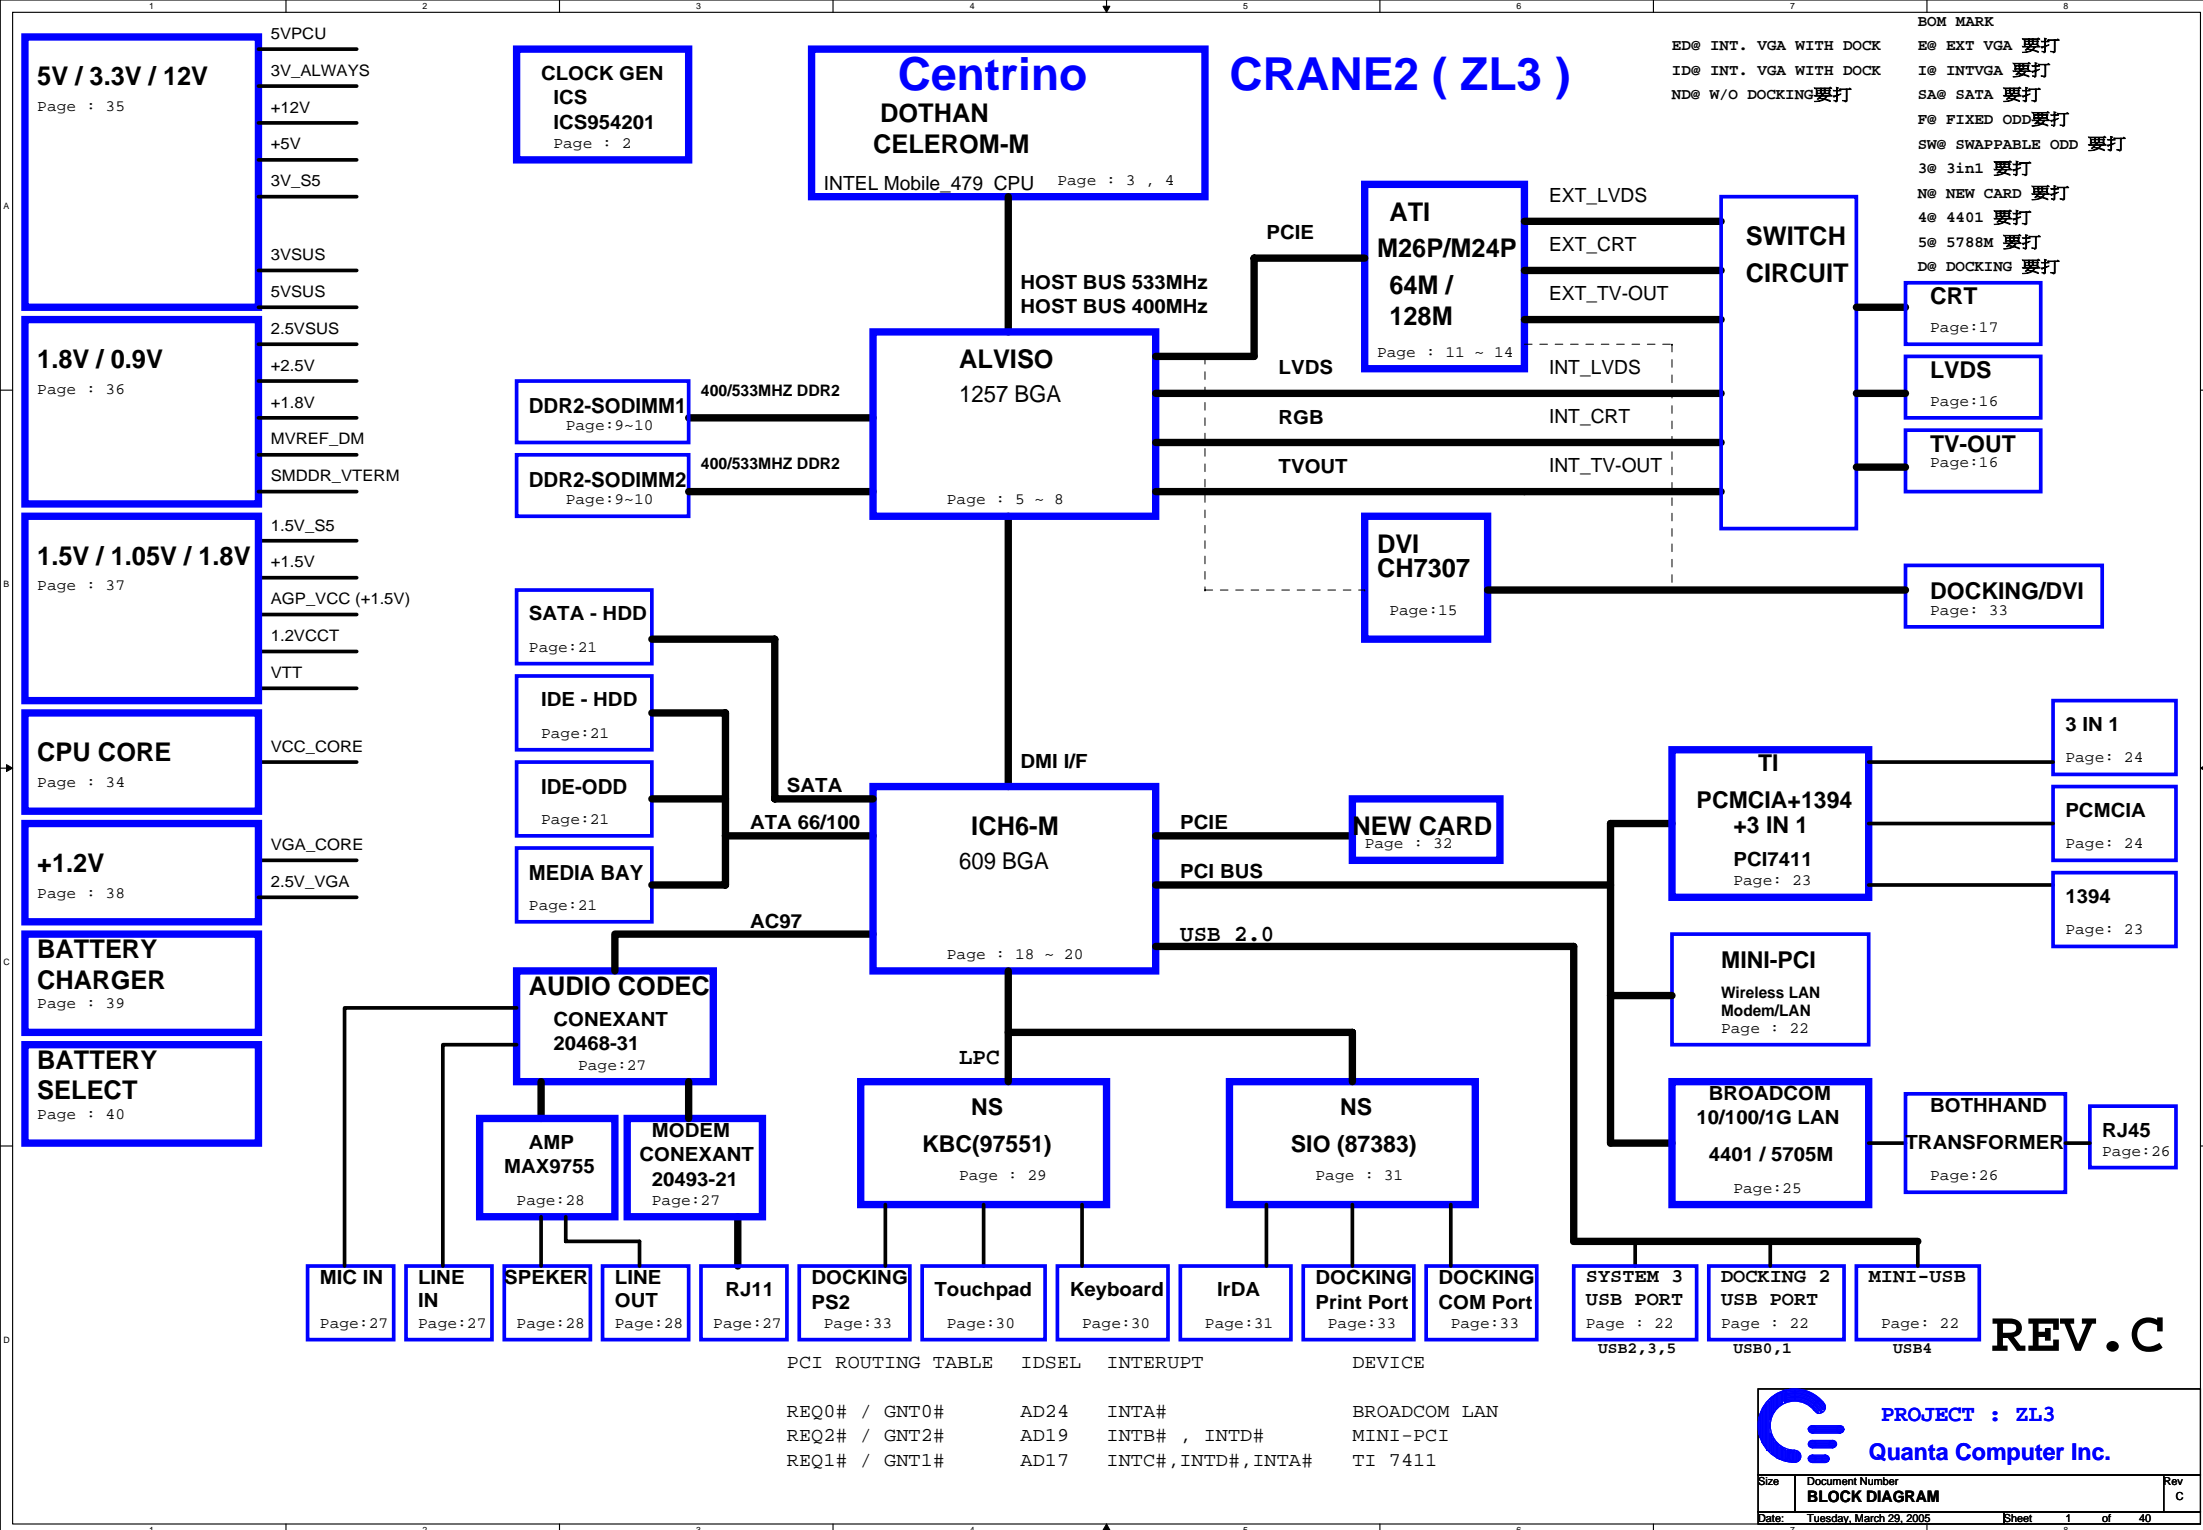 5V / 3.3V / 12V
Page : 35
5VPCU
3V_ALWAYS
+12V
+5V
3V_S5
3VSUS
5VSUS
1.8V / 0.9V
Page : 36
2.5VSUS
+2.5V
+1.8V
MVREF_DM
SMDDR_VTERM
1.5V / 1.05V / 1.8V
Page : 37
1.5V_S5
+1.5V
AGP_VCC (+1.5V)
1.2VCCT
VTT
CPU CORE
Page : 34
VCC_CORE
+1.2V
Page : 38
VGA_CORE
2.5V_VGA
BATTERY
CHARGER
Page : 39
BATTERY
SELECT
Page : 40
CLOCK GEN
ICS
ICS954201
Page : 2
Centrino
DOTHAN
CELEROM-M
INTEL Mobile_479 CPU
Page : 3 , 4
CRANE2 ( ZL3 )
ED@ INT. VGA WITH DOCK
ID@ INT. VGA WITH DOCK
ND@ W/O DOCKING要打
BOM MARK
E@ EXT VGA 要打
I@ INTVGA 要打
SA@ SATA 要打
F@ FIXED ODD要打
SW@ SWAPPABLE ODD 要打
3@ 3in1 要打
N@ NEW CARD 要打
4@ 4401 要打
5@ 5788M 要打
D@ DOCKING 要打
HOST BUS 533MHz
HOST BUS 400MHz
PCIE
ATI
M26P/M24P
64M /
128M
Page : 11 ~ 14
EXT_LVDS
EXT_CRT
EXT_TV-OUT
SWITCH
CIRCUIT
CRT
Page:17
LVDS
Page:16
TV-OUT
Page:16
DDR2-SODIMM1
Page:9~10
400/533MHZ DDR2
DDR2-SODIMM2
Page:9~10
400/533MHZ DDR2
ALVISO
1257 BGA
Page : 5 ~ 8
LVDS
RGB
TVOUT
INT_LVDS
INT_CRT
INT_TV-OUT
DVI
CH7307
Page:15
DOCKING/DVI
Page: 33
SATA - HDD
Page:21
IDE - HDD
Page:21
IDE-ODD
Page:21
MEDIA BAY
Page:21
SATA
ATA 66/100
AC97
DMI I/F
ICH6-M
609 BGA
Page : 18 ~ 20
PCIE
PCI BUS
USB 2.0
NEW CARD
Page : 32
TI
PCMCIA+1394
+3 IN 1
PCI7411
Page: 23
3 IN 1
Page: 24
PCMCIA
Page: 24
1394
Page: 23
MINI-PCI
Wireless LAN
Modem/LAN
Page : 22
BROADCOM
10/100/1G LAN
4401 / 5705M
Page:25
BOTHHAND
TRANSFORMER
Page:26
RJ45
Page:26
AUDIO CODEC
CONEXANT
20468-31
Page:27
AMP
MAX9755
Page:28
MODEM
CONEXANT
20493-21
Page:27
LPC
NS
KBC(97551)
Page : 29
NS
SIO (87383)
Page : 31
MIC IN
Page:27
LINE
IN
Page:27
SPEKER
Page:28
LINE
OUT
Page:28
RJ11
Page:27
DOCKING
PS2
Page:33
Touchpad
Page:30
Keyboard
Page:30
IrDA
Page:31
DOCKING
Print Port
Page:33
DOCKING
COM Port
Page:33
SYSTEM 3
USB PORT
Page : 22
USB2,3,5
DOCKING 2
USB PORT
Page : 22
USB0,1
MINI-USB
Page: 22
USB4
REV.C
PCI ROUTING TABLE IDSEL INTERUPT DEVICE
REQ0# / GNT0# AD24 INTA# BROADCOM LAN
REQ2# / GNT2# AD19 INTB# , INTD# MINI-PCI
REQ1# / GNT1# AD17 INTC#,INTD#,INTA# TI 7411
PROJECT : ZL3
Quanta Computer Inc.
Size Document Number Rev
BLOCK DIAGRAM C
Date: Tuesday, March 29, 2005 Sheet 1 of 40